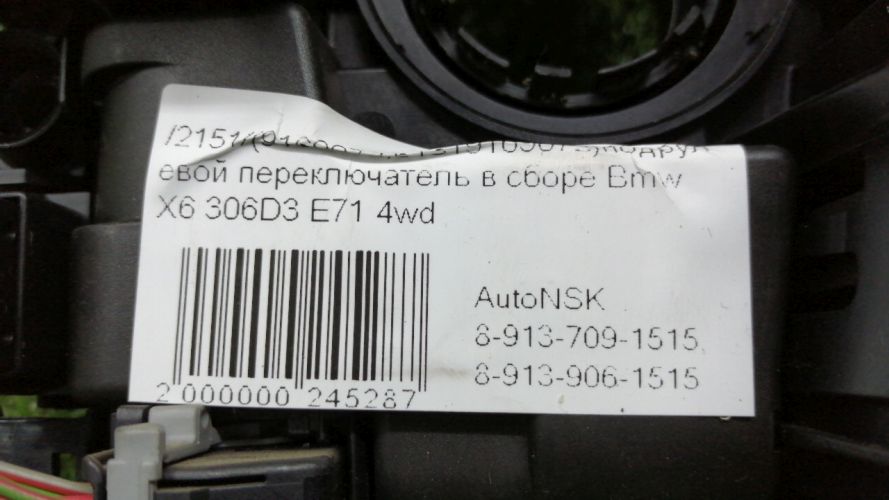 евой переключатель в сборе Bmw
X6 306D3 E71 4wd
AutoNSK
8-913-709-1515
8-913-906-1515
2 000000 245287